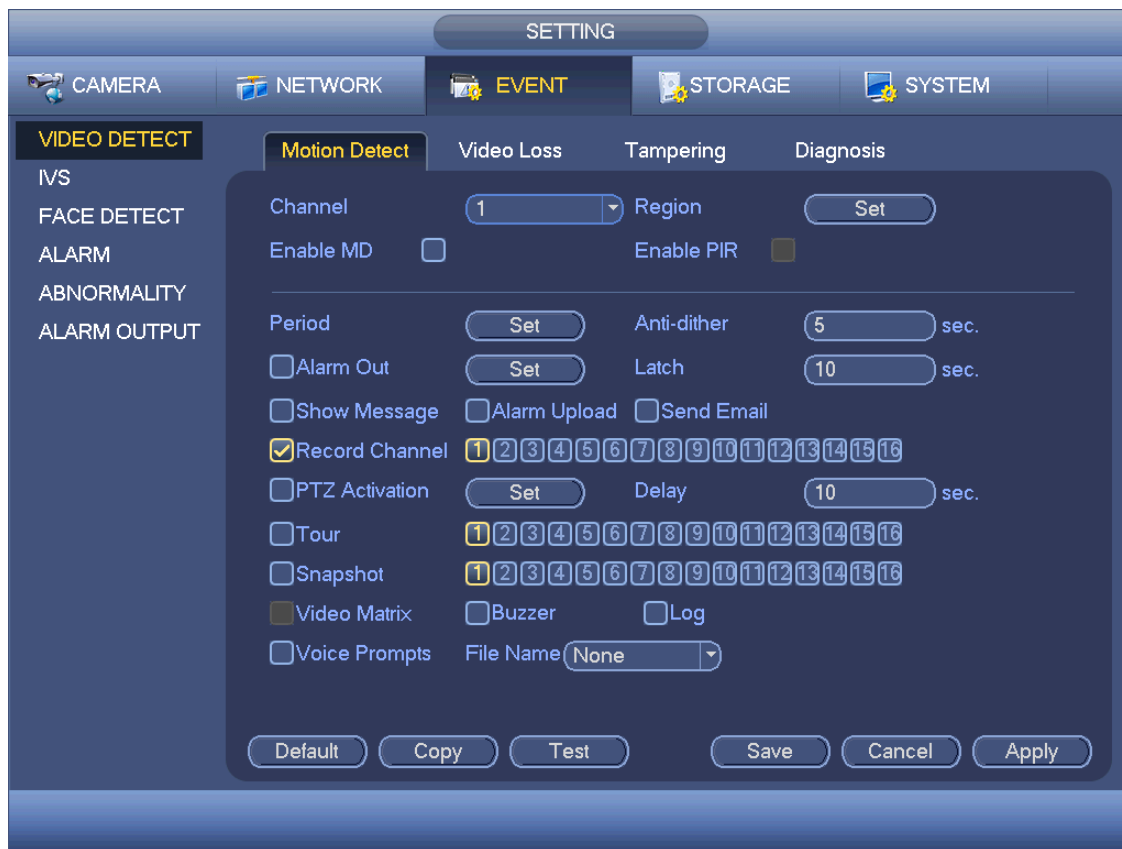 SETTING
CAMERA NETWORK EVENT STORAGE SYSTEM
VIDEO DETECT
IVS
FACE DETECT
ALARM
ABNORMALITY
ALARM OUTPUT
Motion Detect Video Loss Tampering Diagnosis
Channel 1 Region Set
Enable MD Enable PIR
Period Set Anti-dither 5 sec.
Alarm Out Set Latch 10 sec.
Show Message Alarm Upload Send Email
Record Channel 1 2 3 4 5 6 7 8 9 10 11 12 13 14 15 16
PTZ Activation Set Delay 10 sec.
Tour 1 2 3 4 5 6 7 8 9 10 11 12 13 14 15 16
Snapshot 1 2 3 4 5 6 7 8 9 10 11 12 13 14 15 16
Video Matrix Buzzer Log
Voice Prompts File Name None
Default Copy Test Save Cancel Apply